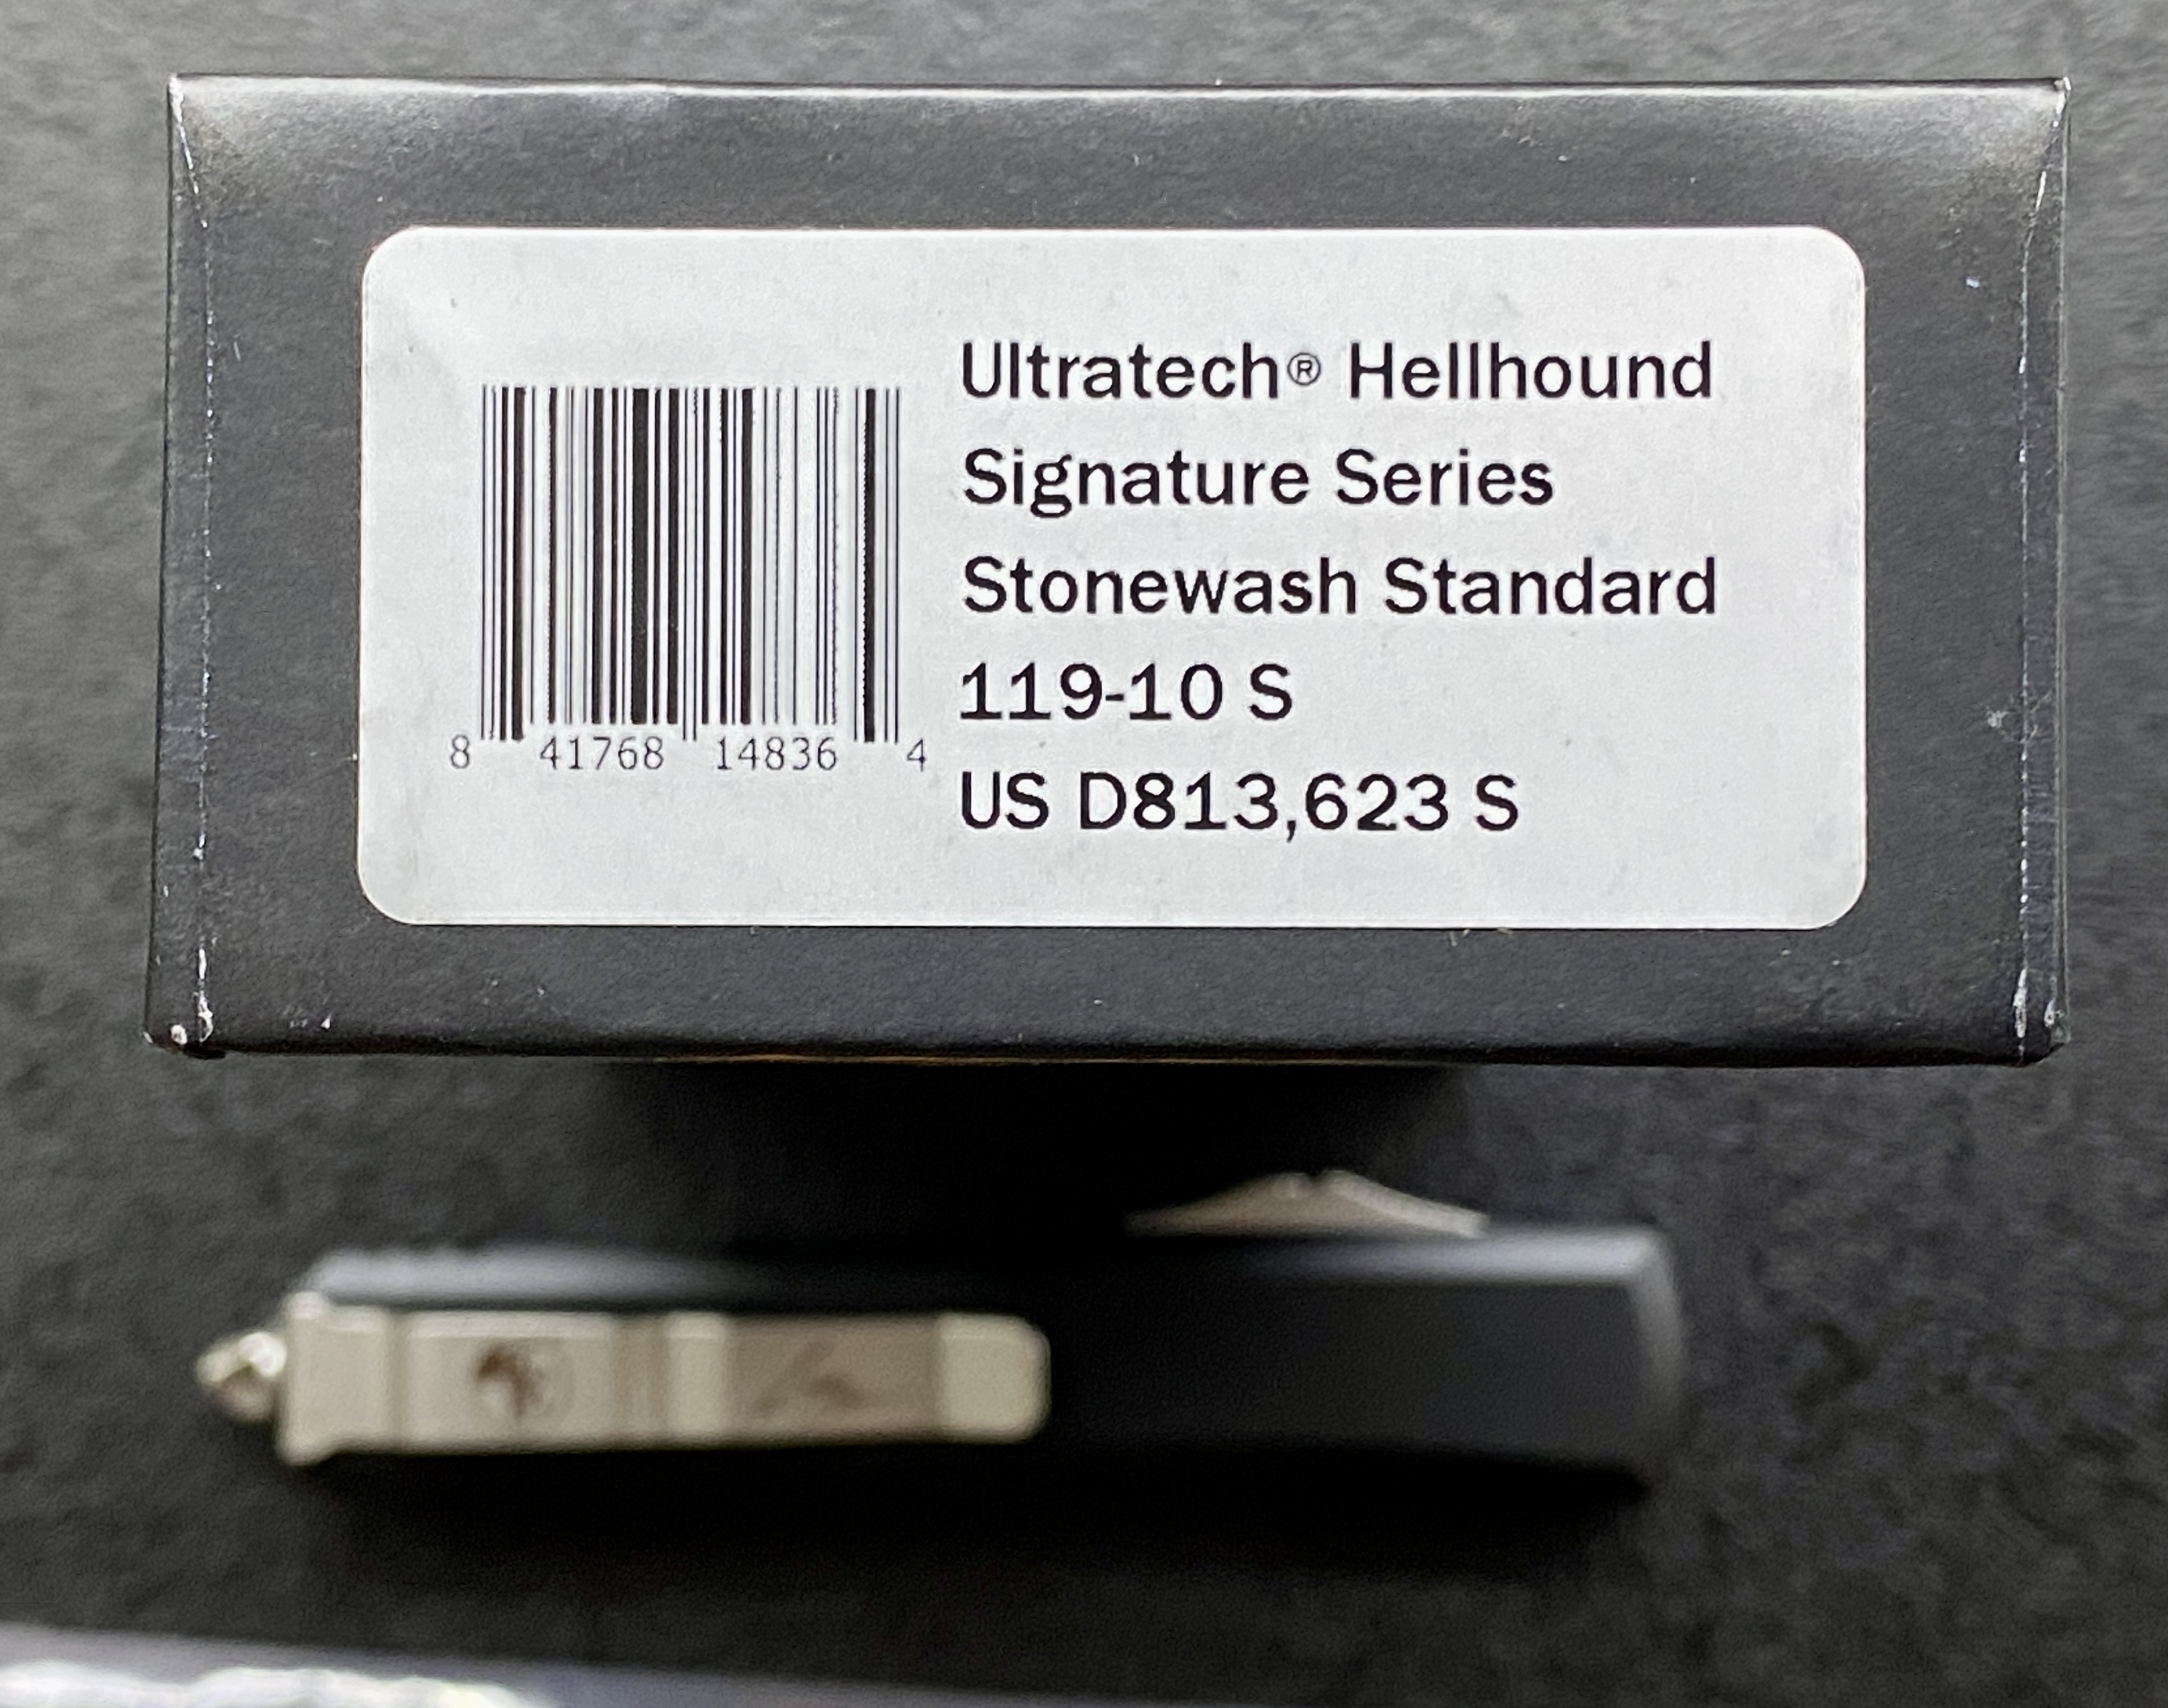 Ultratech® Hellhound
Signature Series
Stonewash Standard
119-10 S
US D813,623 S
8 41768 14836 4